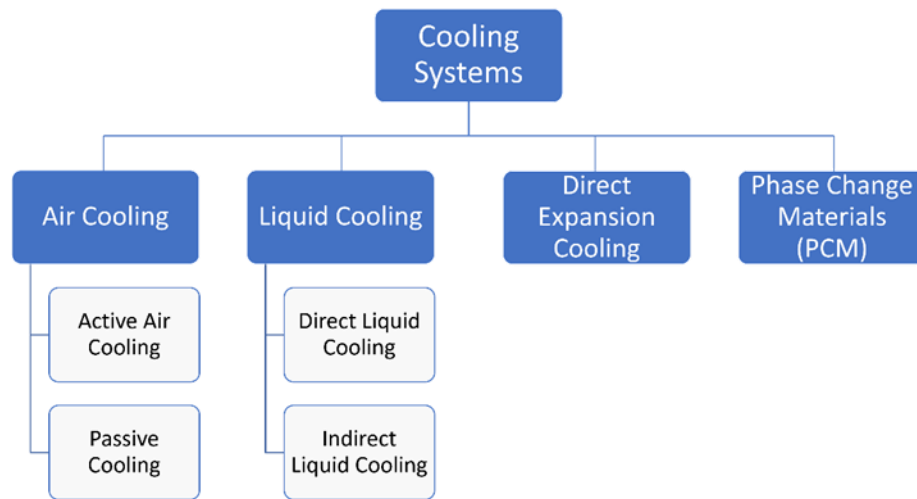 Cooling
Systems
Air Cooling
Liquid Cooling
Direct
Expansion
Cooling
Phase Change
Materials
(PCM)
Active Air
Cooling
Passive
Cooling
Direct Liquid
Cooling
Indirect
Liquid Cooling